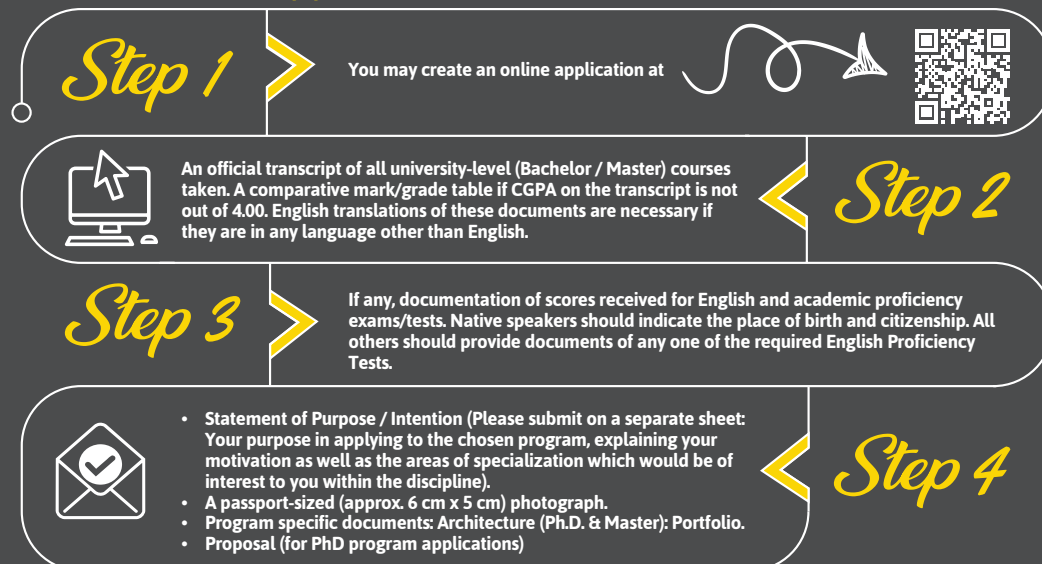 Step 1
You may create an online application at
An official transcript of all university-level (Bachelor / Master) courses
taken. A comparative mark/grade table if CGPA on the transcript is not
out of 4.00. English translations of these documents are necessary if
they are in any language other than English.
Step 2
Step 3
If any, documentation of scores received for English and academic proficiency
exams/tests. Native speakers should indicate the place of birth and citizenship. All
others should provide documents of any one of the required English Proficiency
Tests.
• Statement of Purpose / Intention (Please submit on a separate sheet:
Your purpose in applying to the chosen program, explaining your
motivation as well as the areas of specialization which would be of
interest to you within the discipline).
• A passport-sized (approx. 6 cm x 5 cm) photograph.
• Program specific documents: Architecture (Ph.D. & Master): Portfolio.
• Proposal (for PhD program applications)
Step 4